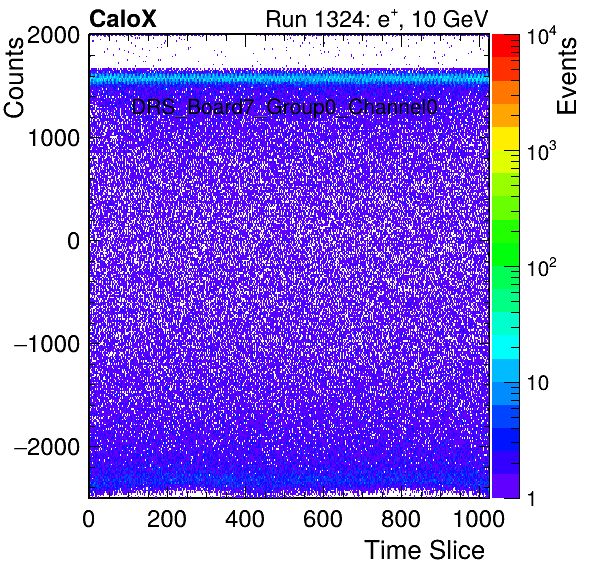 CaloX
Run 1324: e⁺, 10 GeV
Counts
Events
2000
1000
0
−1000
−2000
DRS_Board7_Group0_Channel0
0
200
400
600
800
1000
Time Slice
10⁴
10³
10²
10
1